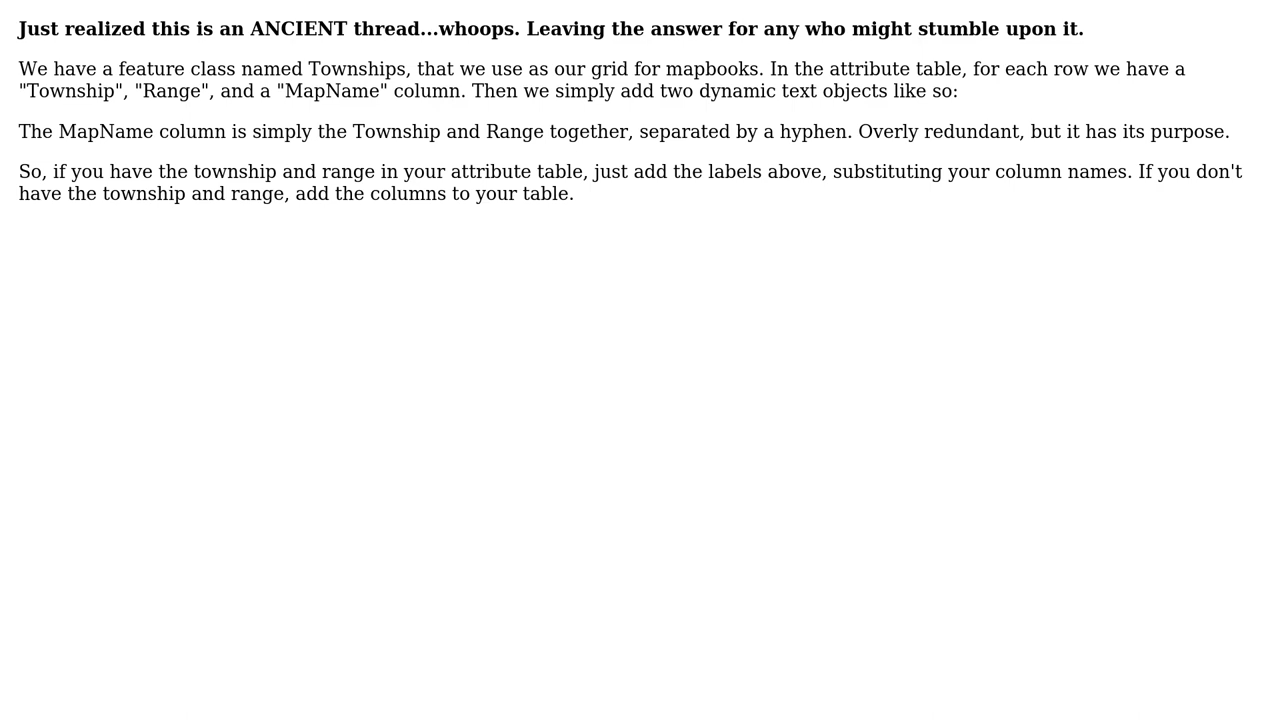 Just realized this is an ANCIENT thread...whoops. Leaving the answer for any who might stumble upon it.
We have a feature class named Townships, that we use as our grid for mapbooks. In the attribute table, for each row we have a
"Township", "Range", and a "MapName" column. Then we simply add two dynamic text objects like so:
The MapName column is simply the Township and Range together, separated by a hyphen. Overly redundant, but it has its purpose.
So, if you have the township and range in your attribute table, just add the labels above, substituting your column names. If you don't
have the township and range, add the columns to your table.